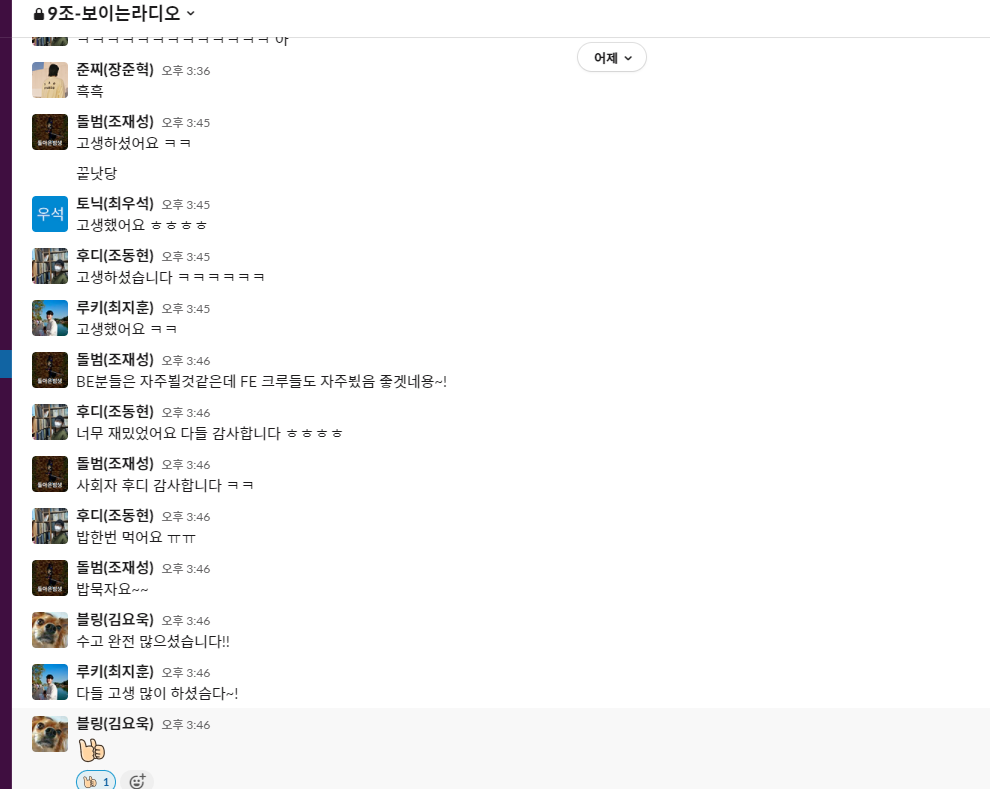 9조-보이는라디오
ㅋㅋㅋㅋㅋㅋㅋㅋㅋㅋㅋㅋㅋ 아
어제
준찌(장준혁) 오후 3:36
흑흑
돌범(조재성) 오후 3:45
고생하셨어요 ㅋㅋ
끝낫당
우석
토닉(최우석) 오후 3:45
고생했어요 ㅎㅎㅎㅎ
후디(조동현) 오후 3:45
고생하셨습니다 ㅋㅋㅋㅋㅋㅋ
루키(최지훈) 오후 3:45
고생했어요 ㅋㅋ
돌범(조재성) 오후 3:46
BE분들은 자주뵐것같은데 FE 크루들도 자주뵀음 좋겟네용~!
후디(조동현) 오후 3:46
너무 재밌었어요 다들 감사합니다 ㅎㅎㅎㅎ
돌범(조재성) 오후 3:46
사회자 후디 감사합니다 ㅋㅋ
후디(조동현) 오후 3:46
밥한번 먹어요 ㅠㅠ
돌범(조재성) 오후 3:46
밥묵자요~~
블링(김요욱) 오후 3:46
수고 완전 많으셨습니다!!
루키(최지훈) 오후 3:46
다들 고생 많이 하셨슴다~!
블링(김요욱) 오후 3:46
1